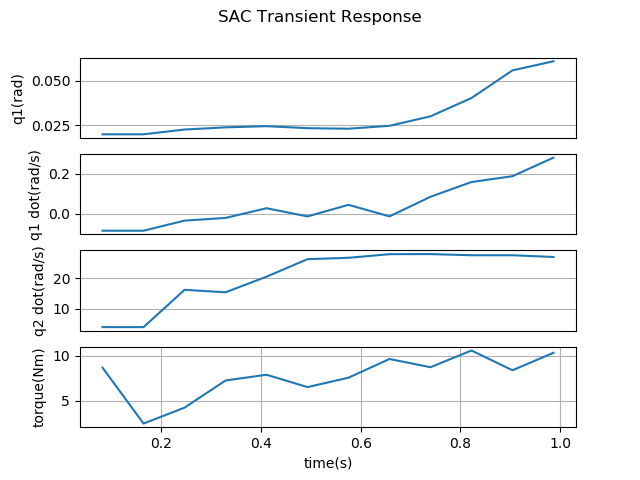 SAC Transient Response
q1(rad)
0.050
0.025
q1 dot(rad/s)
0.2
0.0
q2 dot(rad/s)
20
10
torque(Nm)
10
5
0.2 0.4 0.6 0.8 1.0
time(s)